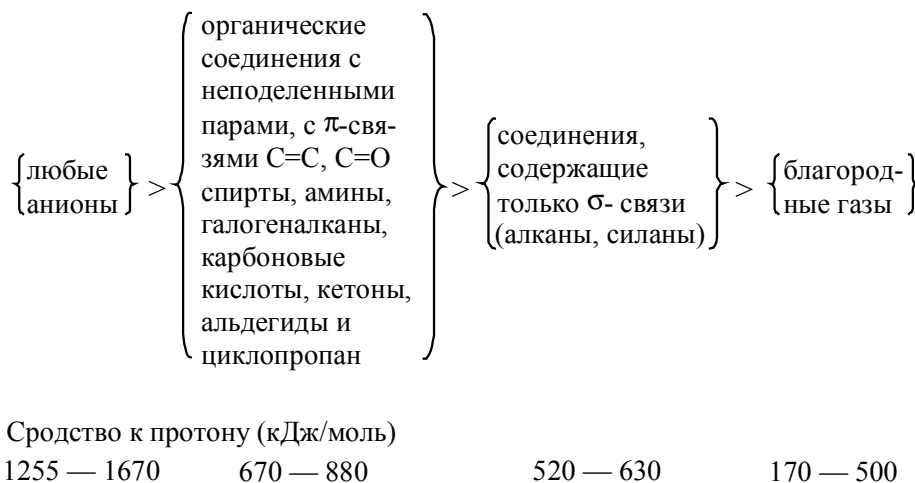 любые
анионы
>
органические
соединения с
неподеленными
парами, с π-свя-
зями C=C, C=O
спирты, амины,
галогеналканы,
карбоновые
кислоты, кетоны,
альдегиды и
циклопропан
>
соединения,
содержащие
только σ- связи
(алканы, силаны)
>
благород-
ные газы
Сродство к протону (кДж/моль)
1255 — 1670 670 — 880 520 — 630 170 — 500